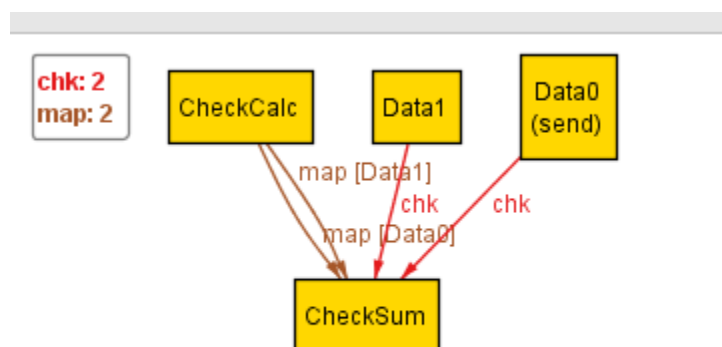 chk: 2
map: 2
CheckCalc
Data1
Data0
(send)
map [Data1]
chk
chk
map [Data0]
CheckSum